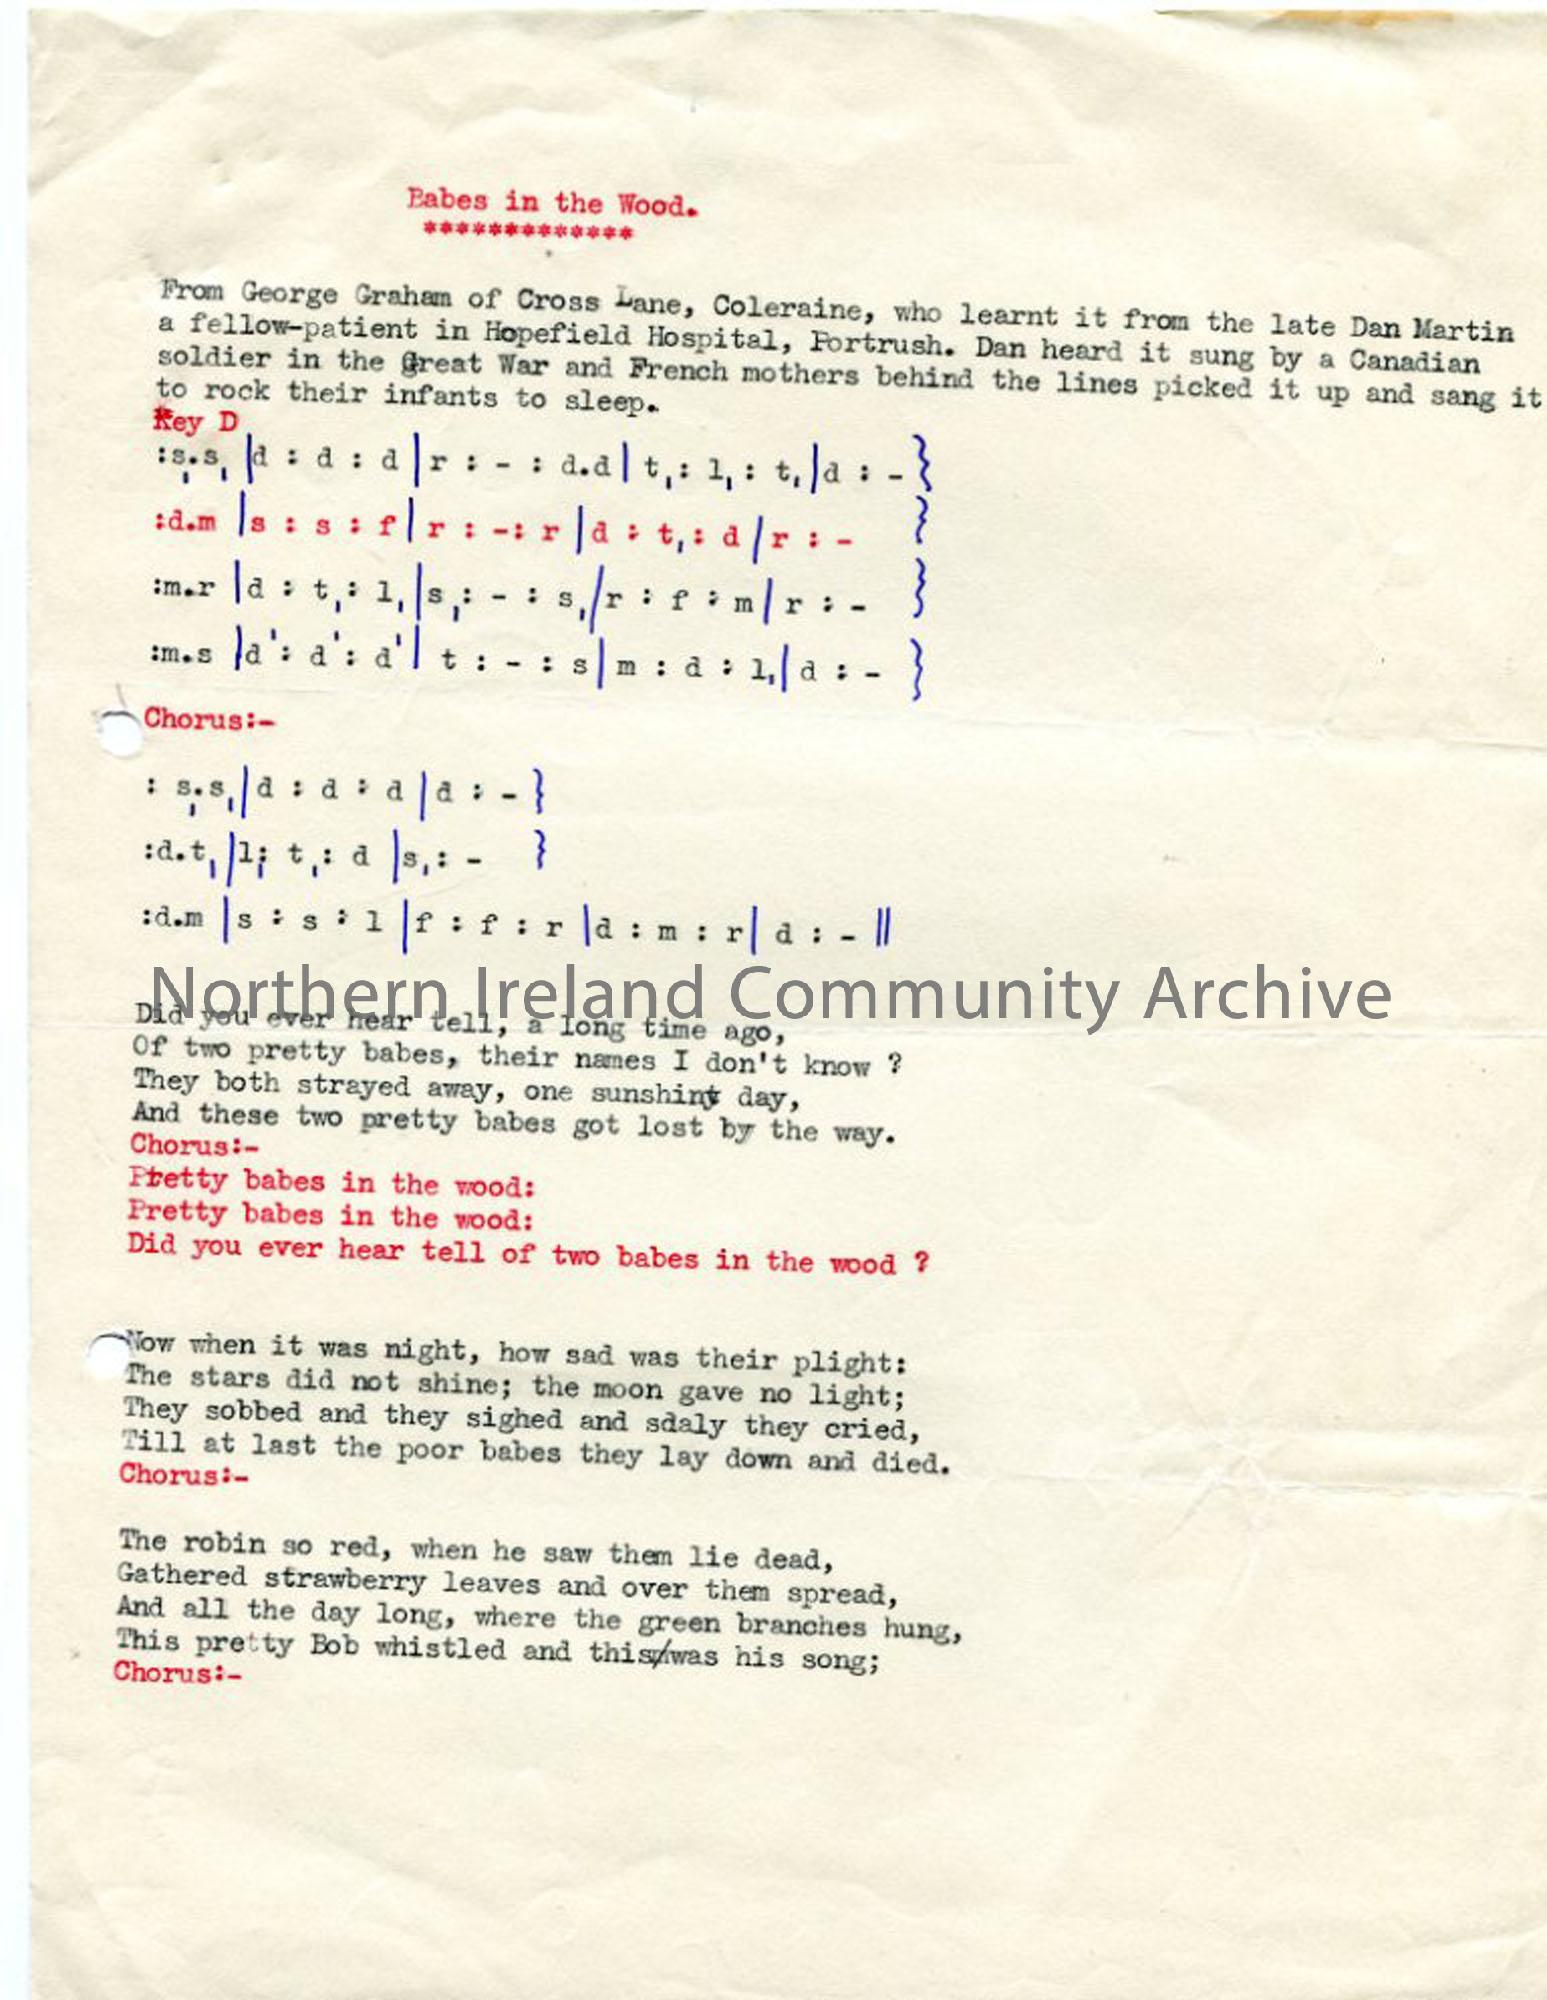 Babes in the Wood.
*************
From George Graham of Cross Lane, Coleraine, who learnt it from the late Dan Martin
a fellow-patient in Hopefield Hospital, Portrush. Dan heard it sung by a Canadian
soldier in the Great War and French mothers behind the lines picked it up and sang it
to rock their infants to sleep.
Key D
:s,.s, |d : d : d|r : - : d.d| t, : l, : t, |d : - }
:d.m |s : s : f| r : -: r |d : t, : d |r : - }
:m.r |d : t, : l, |s, : - : s, |r : f : m| r : - }
:m.s |d' : d' : d' | t : - : s| m : d : l, | d : - }
Chorus:-
: s,.s, |d : d : d |d : - }
:d.t, |l, : t, : d |s, : - }
:d.m |s : s : l |f : f : r |d : m : r| d : - ||
Northern Ireland Community Archive
Did you ever hear tell, a long time ago,
Of two pretty babes, their names I don't know ?
They both strayed away, one sunshiny day,
And these two pretty babes got lost by the way.
Chorus:-
Pretty babes in the wood:
Pretty babes in the wood:
Did you ever hear tell of two babes in the wood ?
Now when it was night, how sad was their plight:
The stars did not shine; the moon gave no light;
They sobbed and they sighed and sdaly they cried,
Till at last the poor babes they lay down and died.
Chorus:-
The robin so red, when he saw them lie dead,
Gathered strawberry leaves and over them spread,
And all the day long, where the green branches hung,
This pretty Bob whistled and this/was his song;
Chorus:-